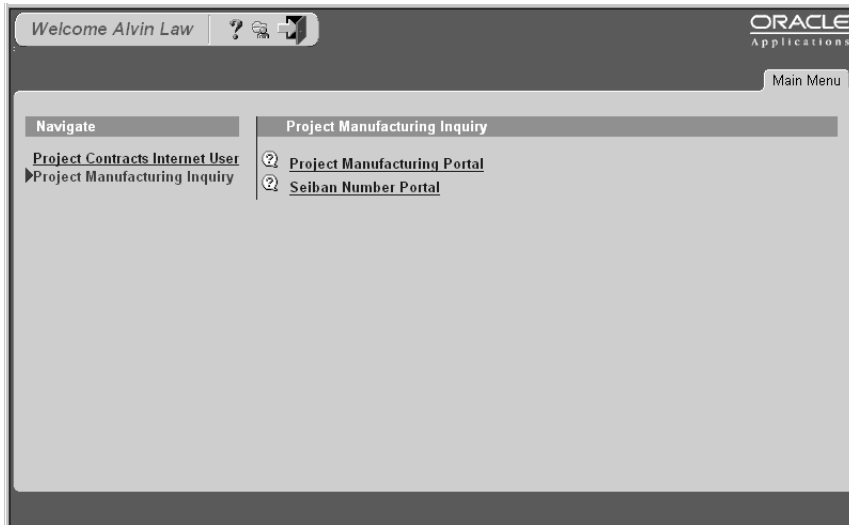 Welcome Alvin Law
ORACLE
Applications
Main Menu
Navigate
Project Contracts Internet User
Project Manufacturing Inquiry
Project Manufacturing Inquiry
Project Manufacturing Portal
Seiban Number Portal